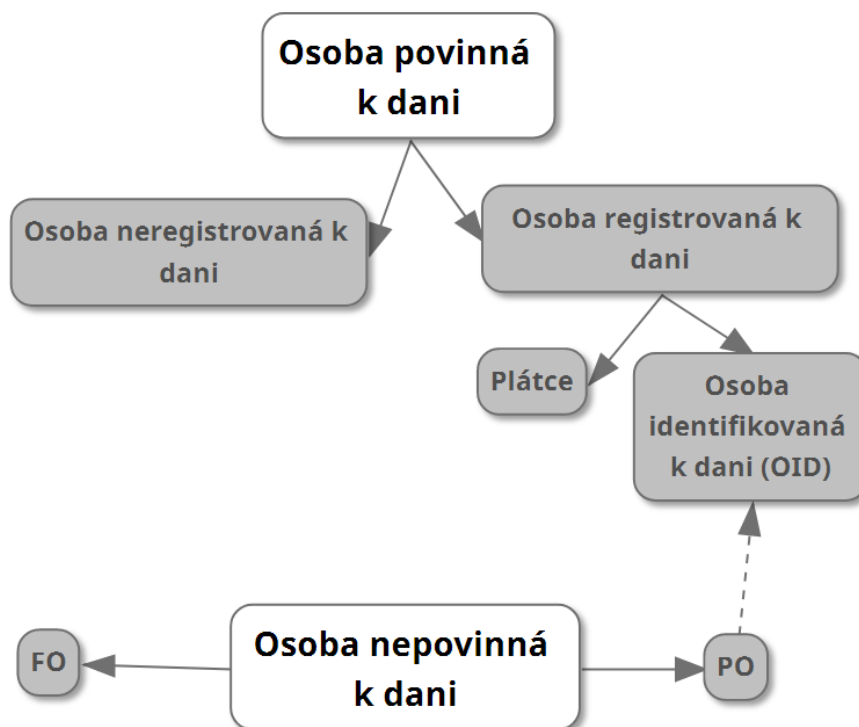 Osoba povinná
k dani
Osoba neregistrovaná k
dani
Osoba registrovaná k
dani
Plátce
Osoba
identifikovaná
k dani (OID)
FO
Osoba nepovinná
k dani
PO